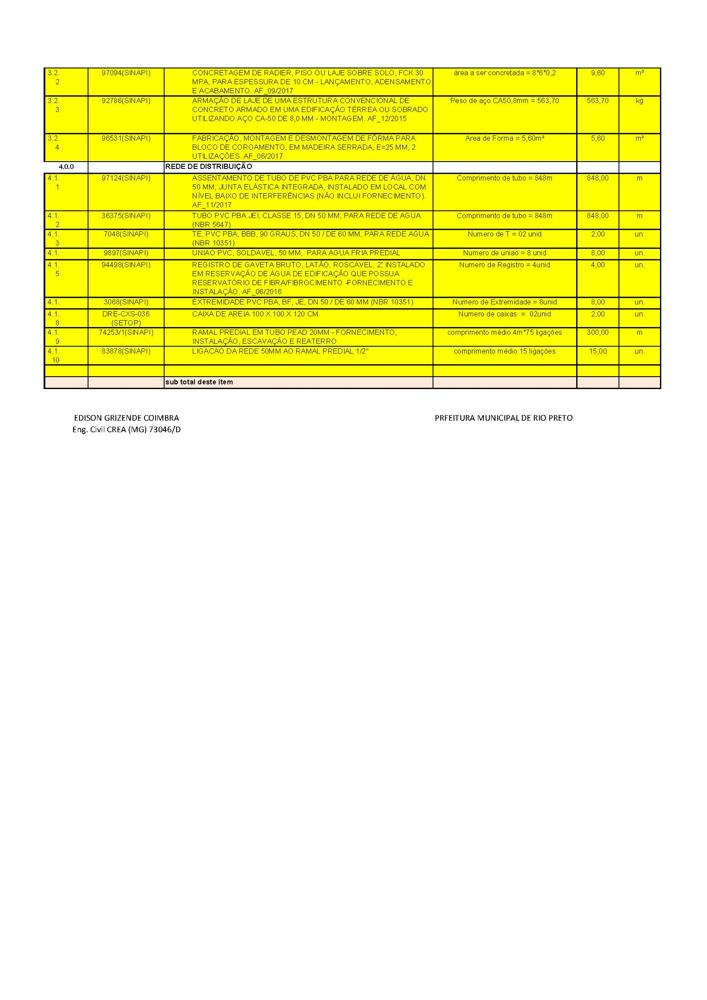 3.2. 97094(SINAPI) CONCRETAGEM DE RADIER, PISO OU LAJE SOBRE SOLO, FCK 30 àrea a ser concretada = 8*6*0,2 9,60 m³
2 MPA, PARA ESPESSURA DE 10 CM - LANÇAMENTO, ADENSAMENTO
E ACABAMENTO. AF_09/2017
3.2. 92786(SINAPI) ARMAÇÃO DE LAJE DE UMA ESTRUTURA CONVENCIONAL DE Peso de aço CA50,8mm = 563,70 563,70 kg
3 CONCRETO ARMADO EM UMA EDIFICAÇÃO TÉRREA OU SOBRADO
UTILIZANDO AÇO CA-50 DE 8,0 MM - MONTAGEM. AF_12/2015
3.2. 96531(SINAPI) FABRICAÇÃO, MONTAGEM E DESMONTAGEM DE FÔRMA PARA Area de Forma = 5,60m² 5,60 m²
4 BLOCO DE COROAMENTO, EM MADEIRA SERRADA, E=25 MM, 2
UTILIZAÇÕES. AF_06/2017
4.0.0 REDE DE DISTRIBUIÇÃO
4.1. 97124(SINAPI) ASSENTAMENTO DE TUBO DE PVC PBA PARA REDE DE ÁGUA, DN Comprimento de tubo = 848m 848,00 m
1 50 MM, JUNTA ELÁSTICA INTEGRADA, INSTALADO EM LOCAL COM
NÍVEL BAIXO DE INTERFERÊNCIAS (NÃO INCLUI FORNECIMENTO).
AF_11/2017
4.1. 36375(SINAPI) TUBO PVC PBA JEI, CLASSE 15, DN 50 MM, PARA REDE DE AGUA Comprimento de tubo = 848m 848,00 m
2 (NBR 5647)
4.1. 7048(SINAPI) TE, PVC PBA, BBB, 90 GRAUS, DN 50 / DE 60 MM, PARA REDE AGUA Numero de T = 02 unid 2,00 un.
3 (NBR 10351)
4.1. 9897(SINAPI) UNIAO PVC, SOLDAVEL, 50 MM, PARA AGUA FRIA PREDIAL Numero de uniao = 8 unid 8,00 un.
4.1. 94498(SINAPI) REGISTRO DE GAVETA BRUTO, LATÃO, ROSCÁVEL, 2", INSTALADO Numero de Registro = 4unid 4,00 un.
5 EM RESERVAÇÃO DE ÁGUA DE EDIFICAÇÃO QUE POSSUA
RESERVATÓRIO DE FIBRA/FIBROCIMENTO –FORNECIMENTO E
INSTALAÇÃO. AF_06/2016
4.1. 3068(SINAPI) EXTREMIDADE PVC PBA, BF, JE, DN 50 / DE 60 MM (NBR 10351) Numero de Extremidade = 8unid 8,00 un.
4.1. DRE-CXS-036 CAIXA DE AREIA 100 X 100 X 120 CM Numero de caixas = 02unid 2,00 un.
8 (SETOP)
4.1. 74253/1(SINAPI) RAMAL PREDIAL EM TUBO PEAD 20MM - FORNECIMENTO, comprimento médio 4m*75 ligações 300,00 m
9 INSTALAÇÃO, ESCAVAÇÃO E REATERRO
4.1. 83878(SINAPI) LIGACAO DA REDE 50MM AO RAMAL PREDIAL 1/2" comprimento médio 15 ligações 15,00 un.
10
sub total deste item
EDISON GRIZENDE COIMBRA PRFEITURA MUNICIPAL DE RIO PRETO
Eng. Civil CREA (MG) 73046/D